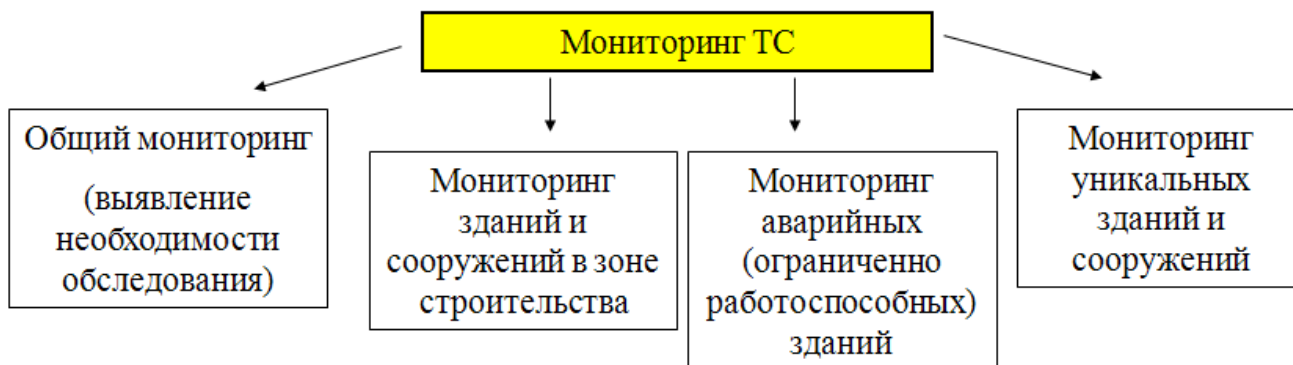 Мониторинг ТС
Общий мониторинг
(выявление
необходимости
обследования)
Мониторинг
зданий и
сооружений в зоне
строительства
Мониторинг
аварийных
(ограниченно
работоспособных)
зданий
Мониторинг
уникальных
зданий и
сооружений